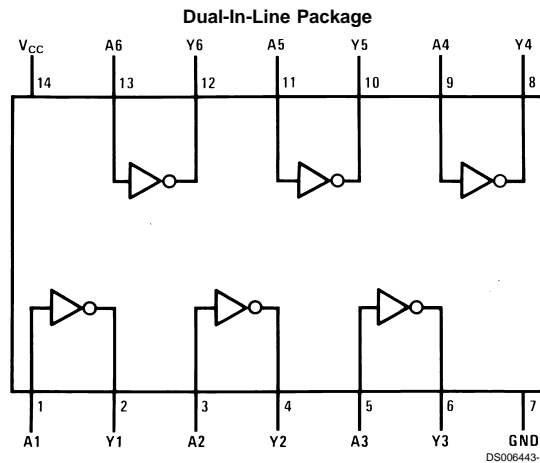 Dual-In-Line Package
VCC A6 Y6 A5 Y5 A4 Y4
14 13 12 11 10 9 8
1 2 3 4 5 6 7
A1 Y1 A2 Y2 A3 Y3 GND
DS006443-